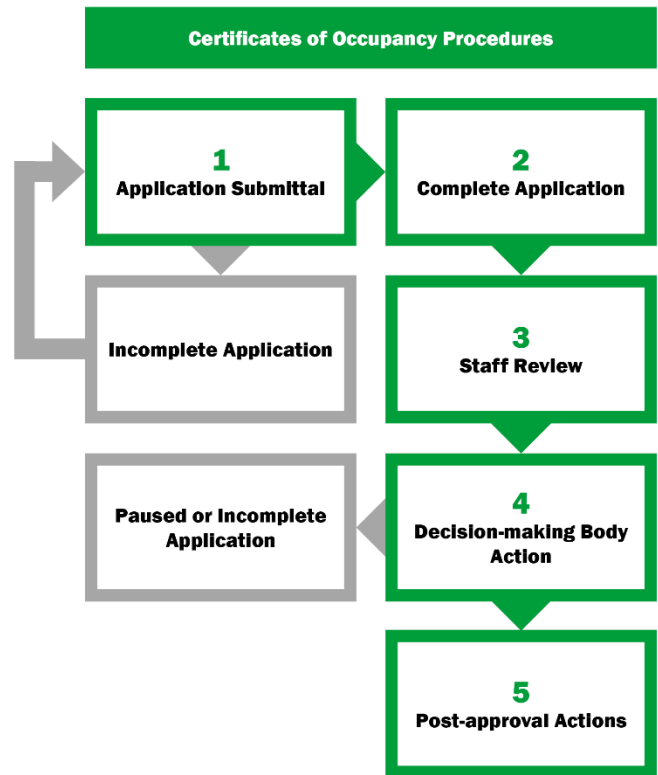 Certificates of Occupancy Procedures
1
Application Submittal
2
Complete Application
Incomplete Application
3
Staff Review
Paused or Incomplete
Application
4
Decision-making Body
Action
5
Post-approval Actions